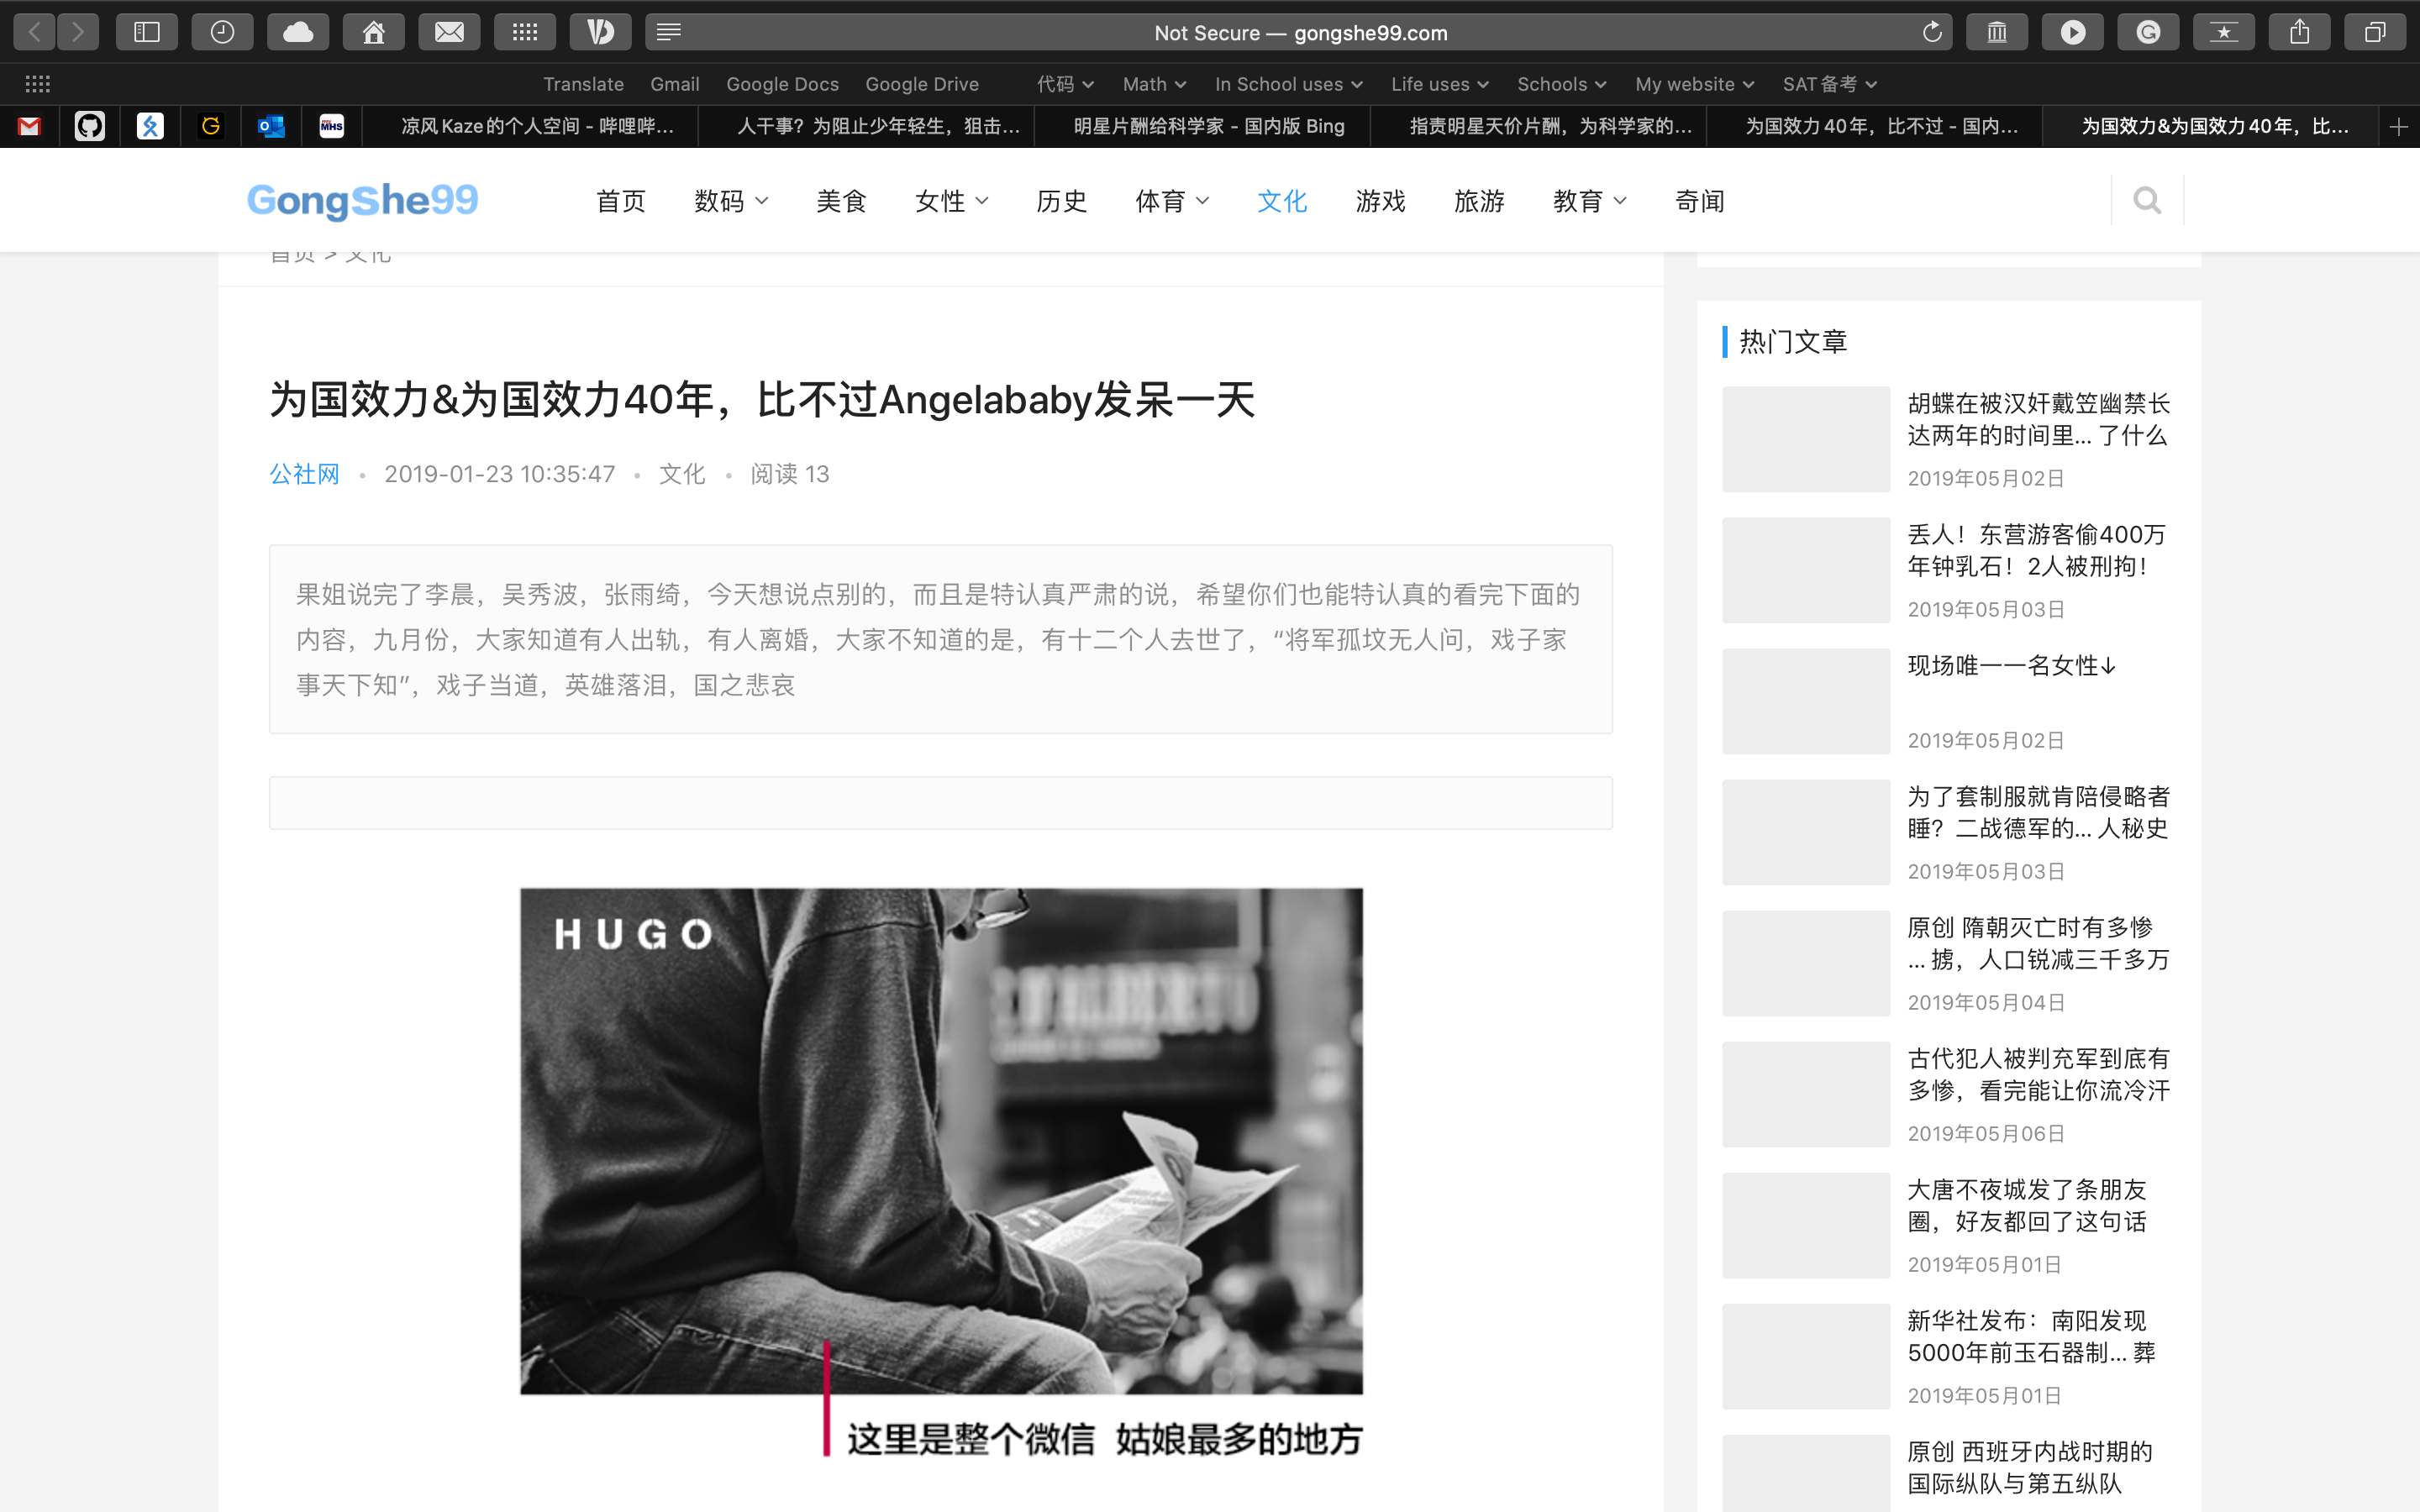 Not Secure — gongshe99.com
Translate Gmail Google Docs Google Drive 代码 Math In School uses Life uses Schools My website SAT备考
my MHS 凉风Kaze的个人空间 - 哔哩哔... 人干事？为阻止少年轻生，狙击... 明星片酬给科学家 - 国内版 Bing 指责明星天价片酬，为科学家的... 为国效力40年，比不过 - 国内... 为国效力&为国效力40年，比...
GongShe99 首页 数码 美食 女性 历史 体育 文化 游戏 旅游 教育 奇闻
首页 > 文化
为国效力&为国效力40年，比不过Angelababy发呆一天
公社网 • 2019-01-23 10:35:47 • 文化 • 阅读 13
果姐说完了李晨，吴秀波，张雨绮，今天想说点别的，而且是特认真严肃的说，希望你们也能特认真的看完下面的
内容，九月份，大家知道有人出轨，有人离婚，大家不知道的是，有十二个人去世了，“将军孤坟无人问，戏子家
事天下知”，戏子当道，英雄落泪，国之悲哀
HUGO
这里是整个微信 姑娘最多的地方
热门文章
胡蝶在被汉奸戴笠幽禁长
达两年的时间里... 了什么
2019年05月02日
丢人！东营游客偷400万
年钟乳石！2人被刑拘！
2019年05月03日
现场唯一一名女性↓
2019年05月02日
为了套制服就肯陪侵略者
睡？二战德军的... 人秘史
2019年05月03日
原创 隋朝灭亡时有多惨
... 掳，人口锐减三千多万
2019年05月04日
古代犯人被判充军到底有
多惨，看完能让你流冷汗
2019年05月06日
大唐不夜城发了条朋友
圈，好友都回了这句话
2019年05月01日
新华社发布：南阳发现
5000年前玉石器制... 葬
2019年05月01日
原创 西班牙内战时期的
国际纵队与第五纵队